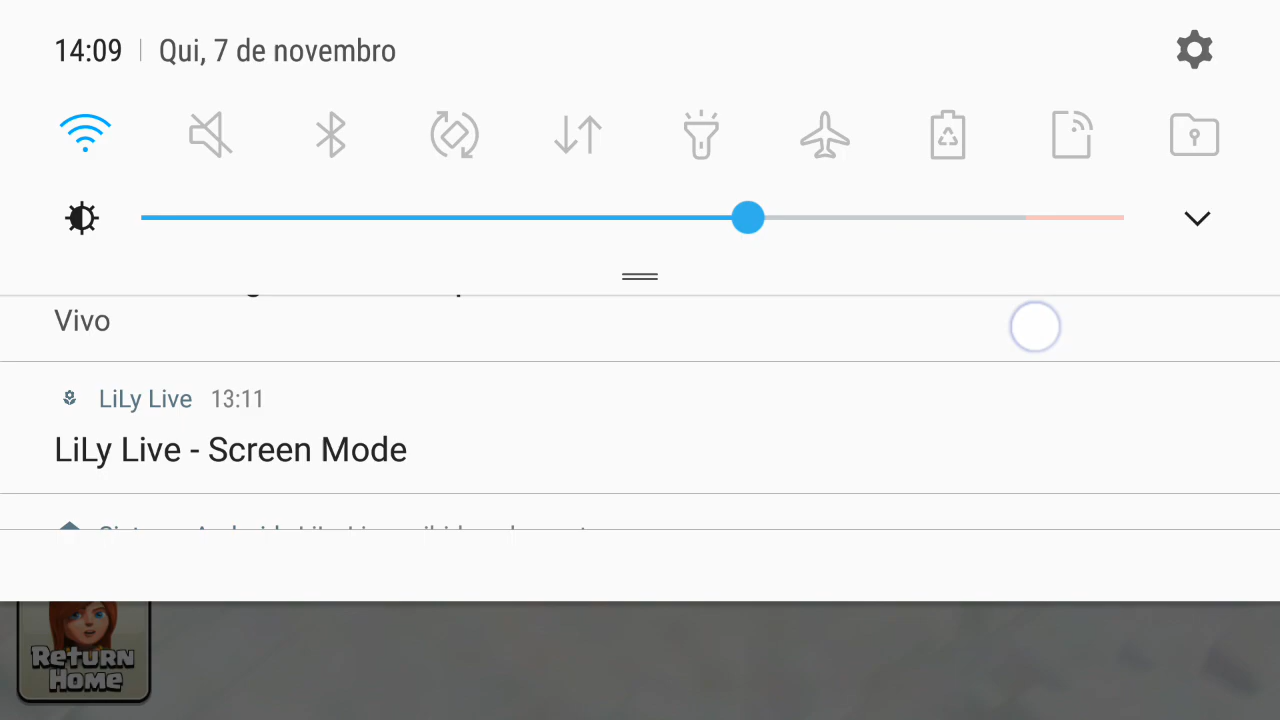 14:09 | Qui, 7 de novembro
Vivo
LiLy Live 13:11
LiLy Live - Screen Mode
Return
Home